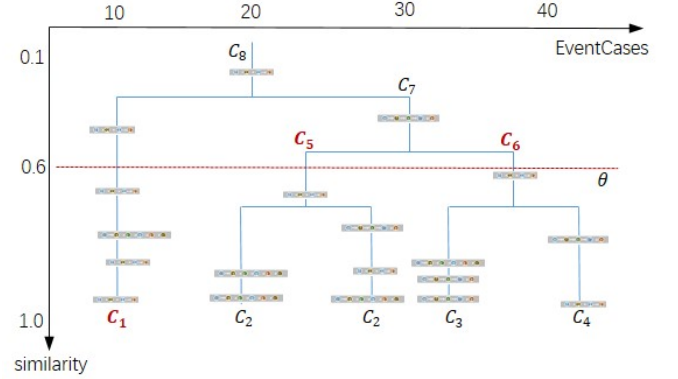 10 20 30 40
EventCases
0.1
C8
C7
C5 C6
0.6
θ
1.0
C1 C2 C2 C3 C4
similarity